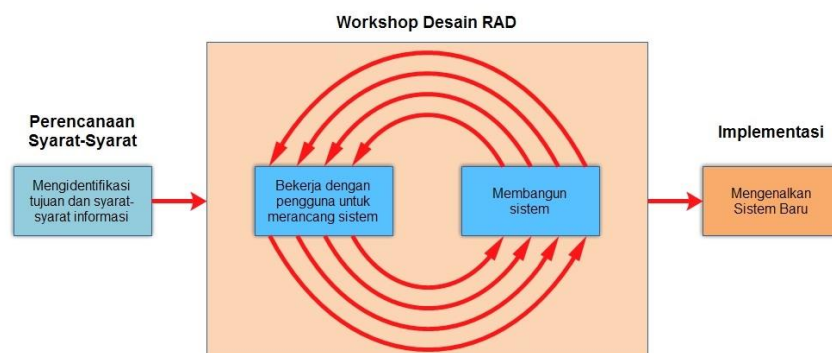 Workshop Desain RAD
Perencanaan
Syarat-Syarat
Mengidentifikasi
tujuan dan syarat-
syarat informasi
Bekerja dengan
pengguna untuk
merancang sistem
Membangun
sistem
Implementasi
Mengenalkan
Sistem Baru